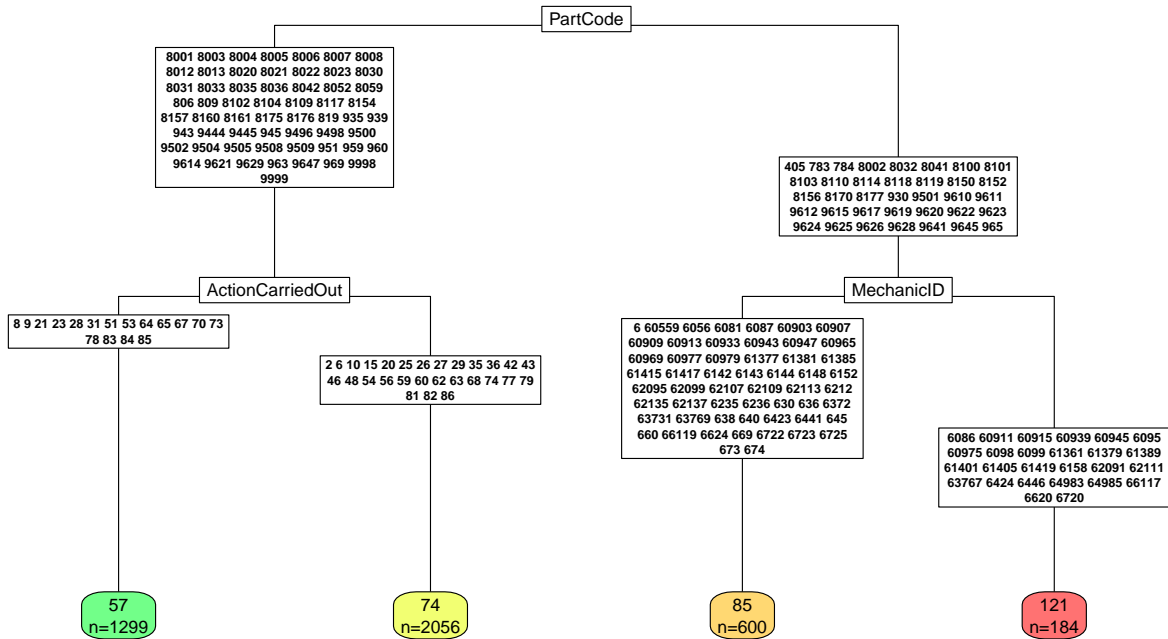 PartCode
8001 8003 8004 8005 8006 8007 8008
8012 8013 8020 8021 8022 8023 8030
8031 8033 8035 8036 8042 8052 8059
806 809 8102 8104 8109 8117 8154
8157 8160 8161 8175 8176 819 935 939
943 9444 9445 945 9496 9498 9500
9502 9504 9505 9508 9509 951 959 960
9614 9621 9629 963 9647 969 9998
9999
405 783 784 8002 8032 8041 8100 8101
8103 8110 8114 8118 8119 8150 8152
8156 8170 8177 930 9501 9610 9611
9612 9615 9617 9619 9620 9622 9623
9624 9625 9626 9628 9641 9645 965
ActionCarriedOut
8 9 21 23 28 31 51 53 64 65 67 70 73
78 83 84 85
2 6 10 15 20 25 26 27 29 35 36 42 43
46 48 54 56 59 60 62 63 68 74 77 79
81 82 86
MechanicID
6 60559 6056 6081 6087 60903 60907
60909 60913 60933 60943 60947 60965
60969 60977 60979 61377 61381 61385
61415 61417 6142 6143 6144 6148 6152
62095 62099 62107 62109 62113 6212
62135 62137 6235 6236 630 636 6372
63731 63769 638 640 6423 6441 645
660 66119 6624 669 6722 6723 6725
673 674
6086 60911 60915 60939 60945 6095
60975 6098 6099 61361 61379 61389
61401 61405 61419 6158 62091 62111
63767 6424 6446 64983 64985 66117
6620 6720
57
n=1299
74
n=2056
85
n=600
121
n=184